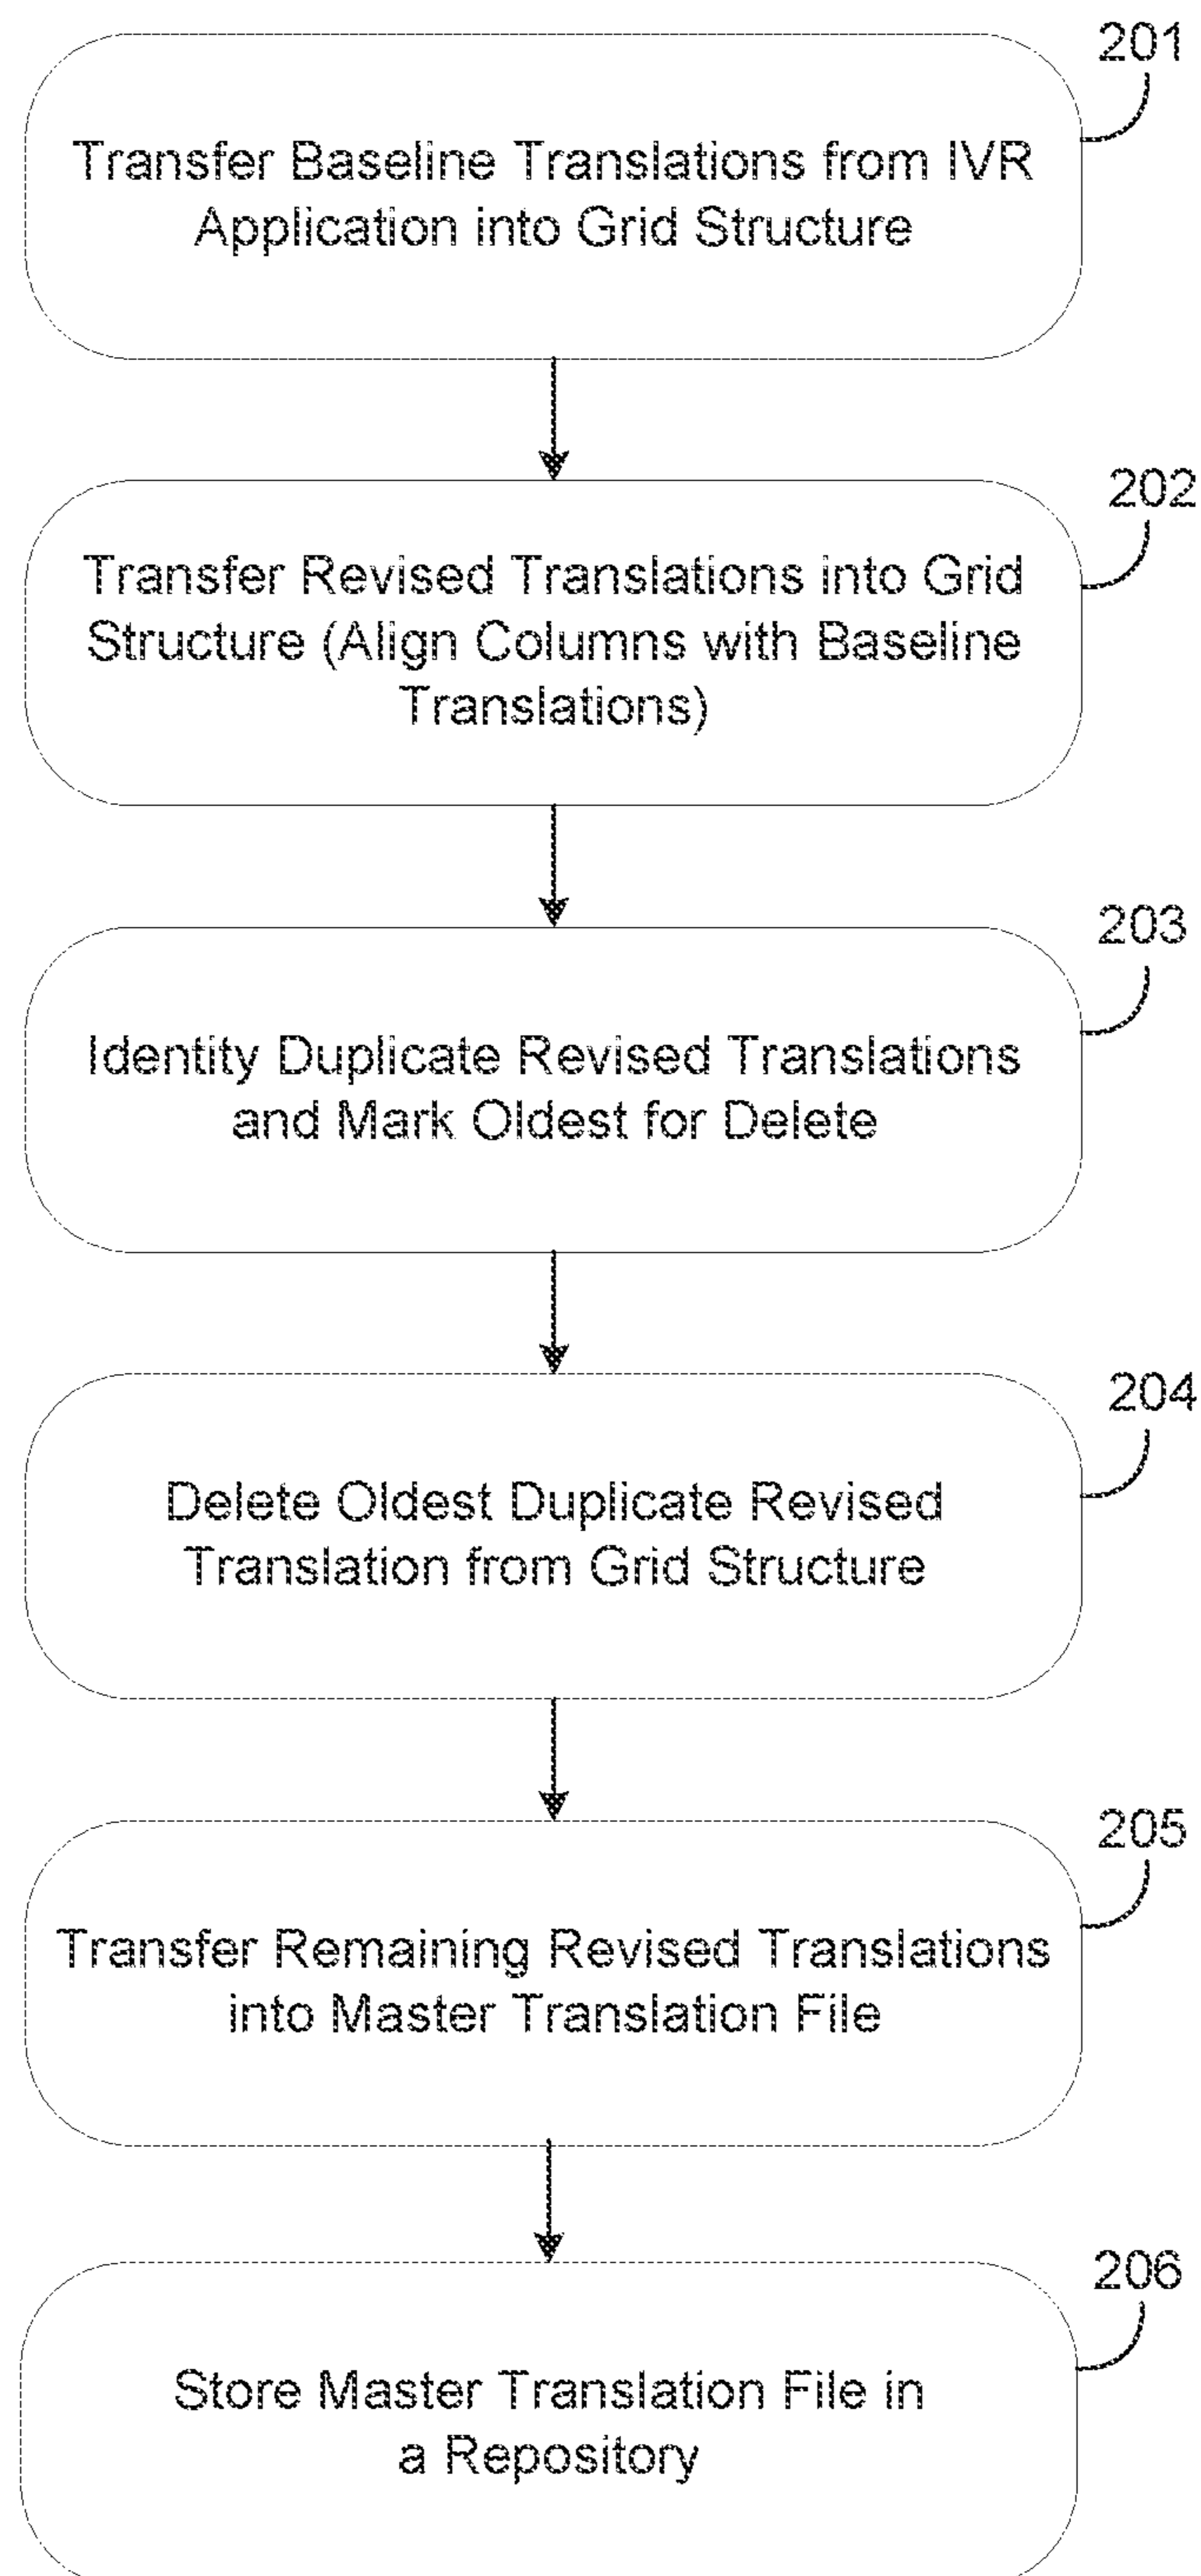 201
Transfer Baseline Translations from IVR
Application into Grid Structure
202
Transfer Revised Translations into Grid
Structure (Align Columns with Baseline
Translations)
203
Identity Duplicate Revised Translations
and Mark Oldest for Delete
204
Delete Oldest Duplicate Revised
Translation from Grid Structure
205
Transfer Remaining Revised Translations
into Master Translation File
206
Store Master Translation File in
a Repository